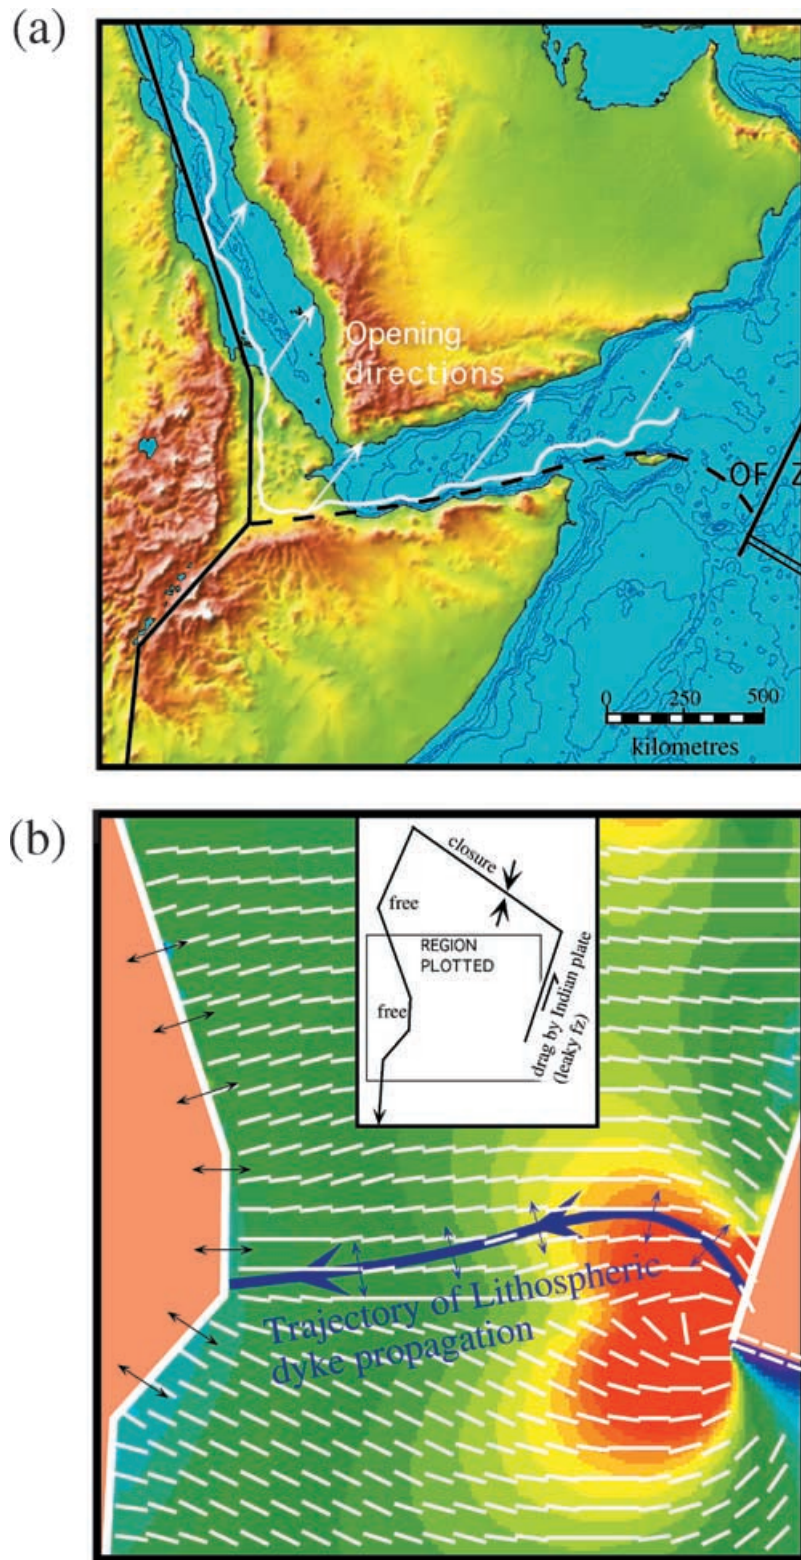 (a)
Opening
directions
OF Z
0 250 500
kilometres
(b)
closure
free
REGION
PLOTTED
free
drag by Indian plate
(leaky fz)
Trajectory of Lithospheric
dyke propagation